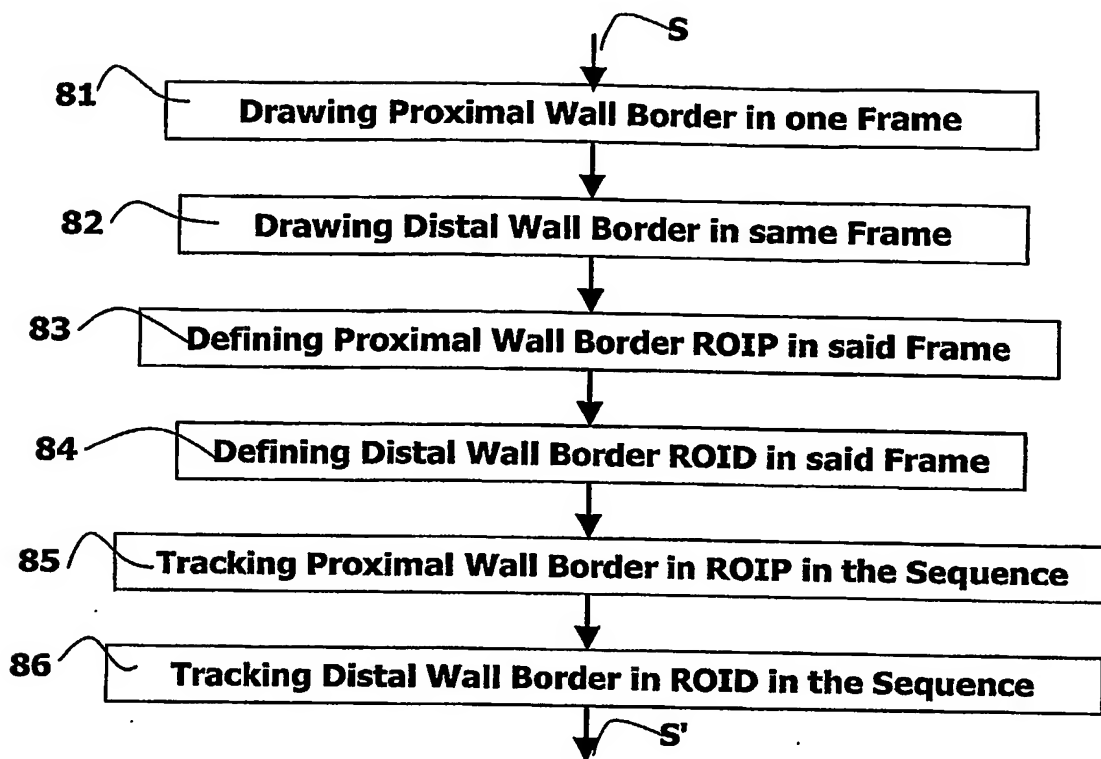 S
81 Drawing Proximal Wall Border in one Frame
82 Drawing Distal Wall Border in same Frame
83 Defining Proximal Wall Border ROIP in said Frame
84 Defining Distal Wall Border ROID in said Frame
85 Tracking Proximal Wall Border in ROIP in the Sequence
86 Tracking Distal Wall Border in ROID in the Sequence
S'